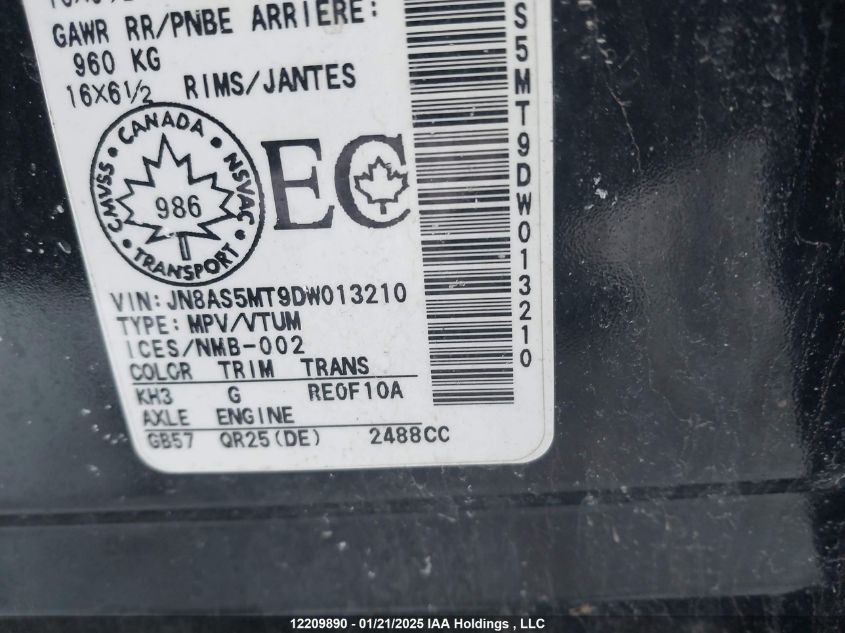 GAWR RR/PNBE ARRIERE:
960 KG
16X6 1/2 RIMS/JANTES
CMVSS • CANADA • NSVAC • TRANSPORT •
986
EC
VIN: JN8AS5MT9DW013210
TYPE: MPV/VTUM
ICES/NMB-002
COLOR TRIM TRANS
KH3 G RE0F10A
AXLE ENGINE
GB57 QR25(DE) 2488CC
S5MT9DW013210
12209890 - 01/21/2025 IAA Holdings , LLC